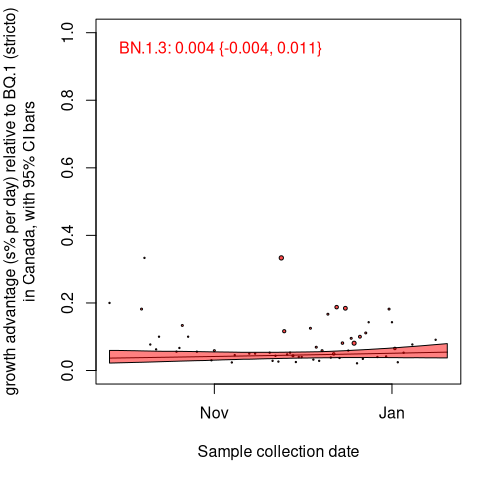 growth advantage (s% per day) relative to BQ.1 (stricto)
in Canada, with 95% CI bars
1.0
0.8
0.6
0.4
0.2
0.0
BN.1.3: 0.004 {-0.004, 0.011}
Nov
Jan
Sample collection date